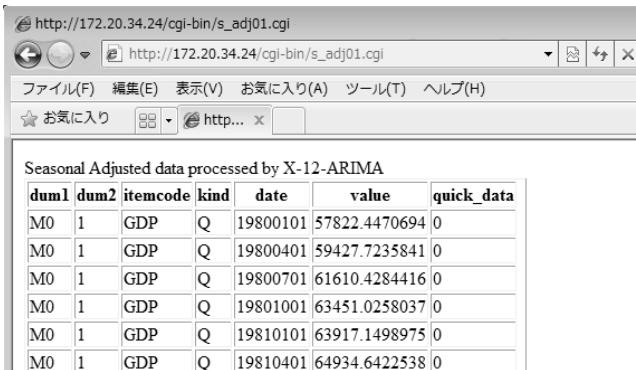 http://172.20.34.24/cgi-bin/s_adj01.cgi
http://172.20.34.24/cgi-bin/s_adj01.cgi
ファイル(F) 編集(E) 表示(V) お気に入り(A) ツール(T) ヘルプ(H)
お気に入り http...
Seasonal Adjusted data processed by X-12-ARIMA
dum1 dum2 itemcode kind date value quick_data
M0 1 GDP Q 19800101 57822.4470694 0
M0 1 GDP Q 19800401 59427.7235841 0
M0 1 GDP Q 19800701 61610.4284416 0
M0 1 GDP Q 19801001 63451.0258037 0
M0 1 GDP Q 19810101 63917.1498975 0
M0 1 GDP Q 19810401 64934.6422538 0